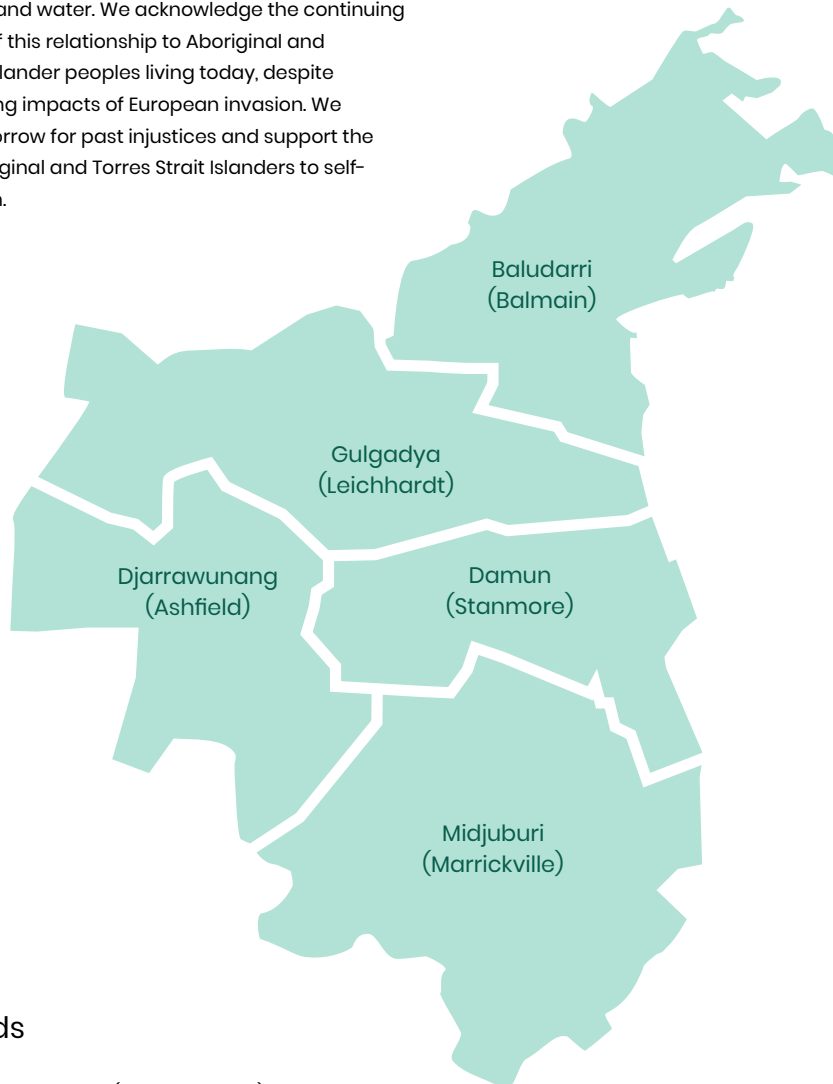 and water. We acknowledge the continuing
this relationship to Aboriginal and
lander peoples living today, despite
ng impacts of European invasion. We
rrow for past injustices and support the
ginal and Torres Strait Islanders to self-
Baludarri
(Balmain)
Gulgadya
(Leichhardt)
Djarrawunang
(Ashfield)
Damun
(Stanmore)
Midjuburi
(Marrickville)
ds